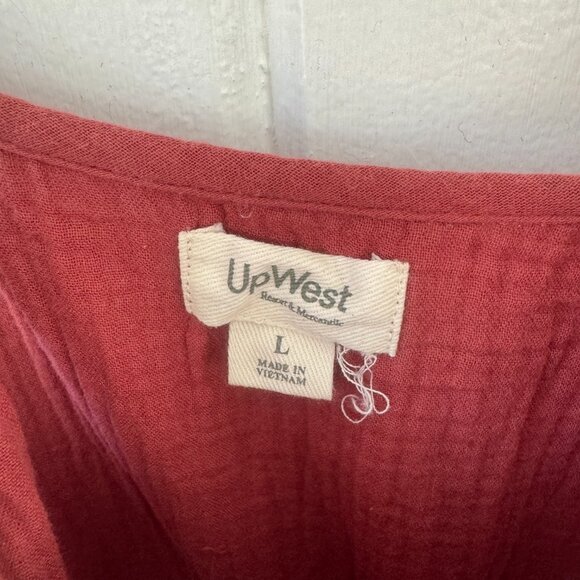 UpWest
Resort & Mercantile
L
MADE IN
VIETNAM